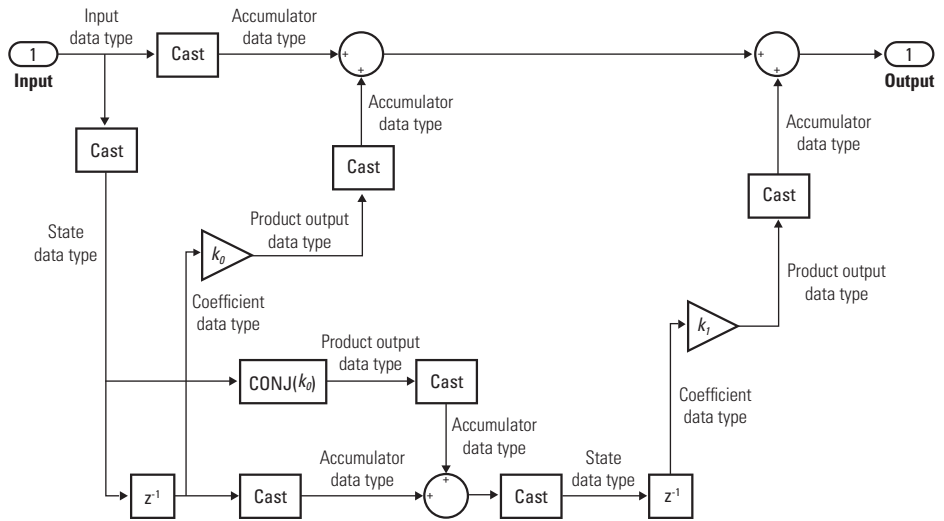 Input
data type
Accumulator
data type
1
Input
Cast
+
+
+
+
1
Output
Cast
Accumulator
data type
Cast
Accumulator
data type
Cast
State
data type
Product output
data type
k0
Coefficient
data type
Product output
data type
k1
Product output
data type
CONJ(k0)
Cast
Coefficient
data type
Accumulator
data type
Accumulator
data type
State
data type
z-1
Cast
+
+
Cast
z-1